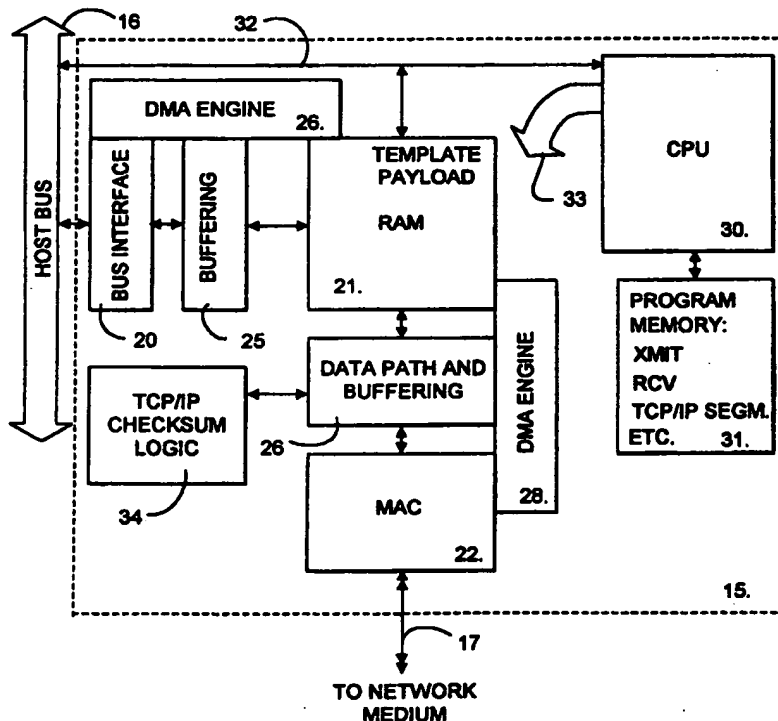 16
32
DMA ENGINE
26.
HOST BUS
BUS INTERFACE
BUFFERING
TEMPLATE
PAYLOAD
RAM
21.
CPU
30.
33
20
25
PROGRAM
MEMORY:
XMIT
RCV
TCP/IP SEGM.
ETC.
31.
TCP/IP
CHECKSUM
LOGIC
34
DATA PATH AND
BUFFERING
26
DMA ENGINE
28.
MAC
22.
15.
17
TO NETWORK
MEDIUM